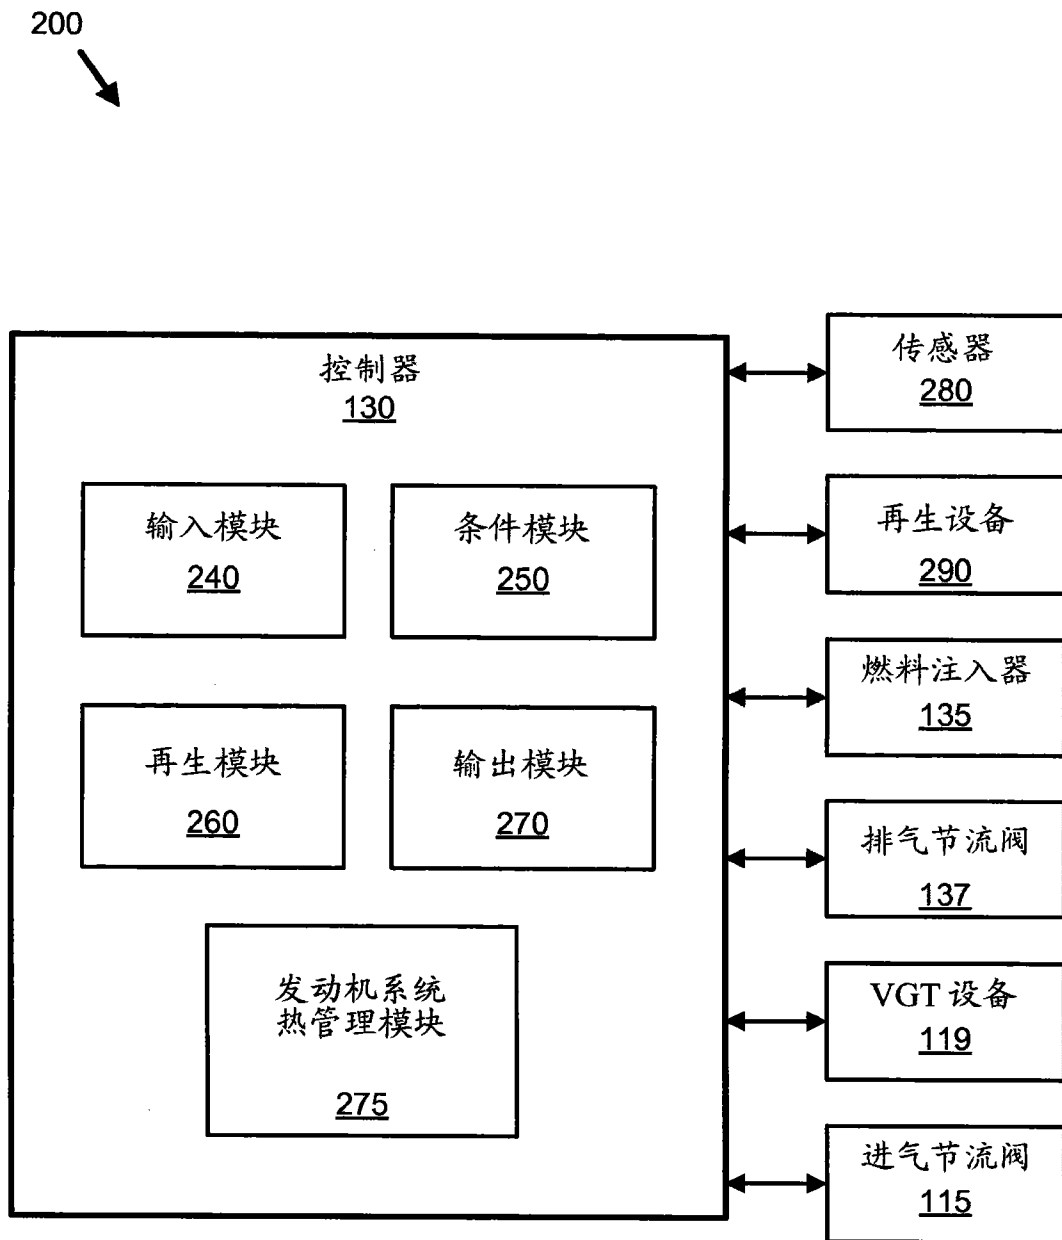 200
控制器
130
输入模块
240
条件模块
250
再生模块
260
输出模块
270
发动机系统
热管理模块
275
传感器
280
再生设备
290
燃料注入器
135
排气节流阀
137
VGT 设备
119
进气节流阀
115